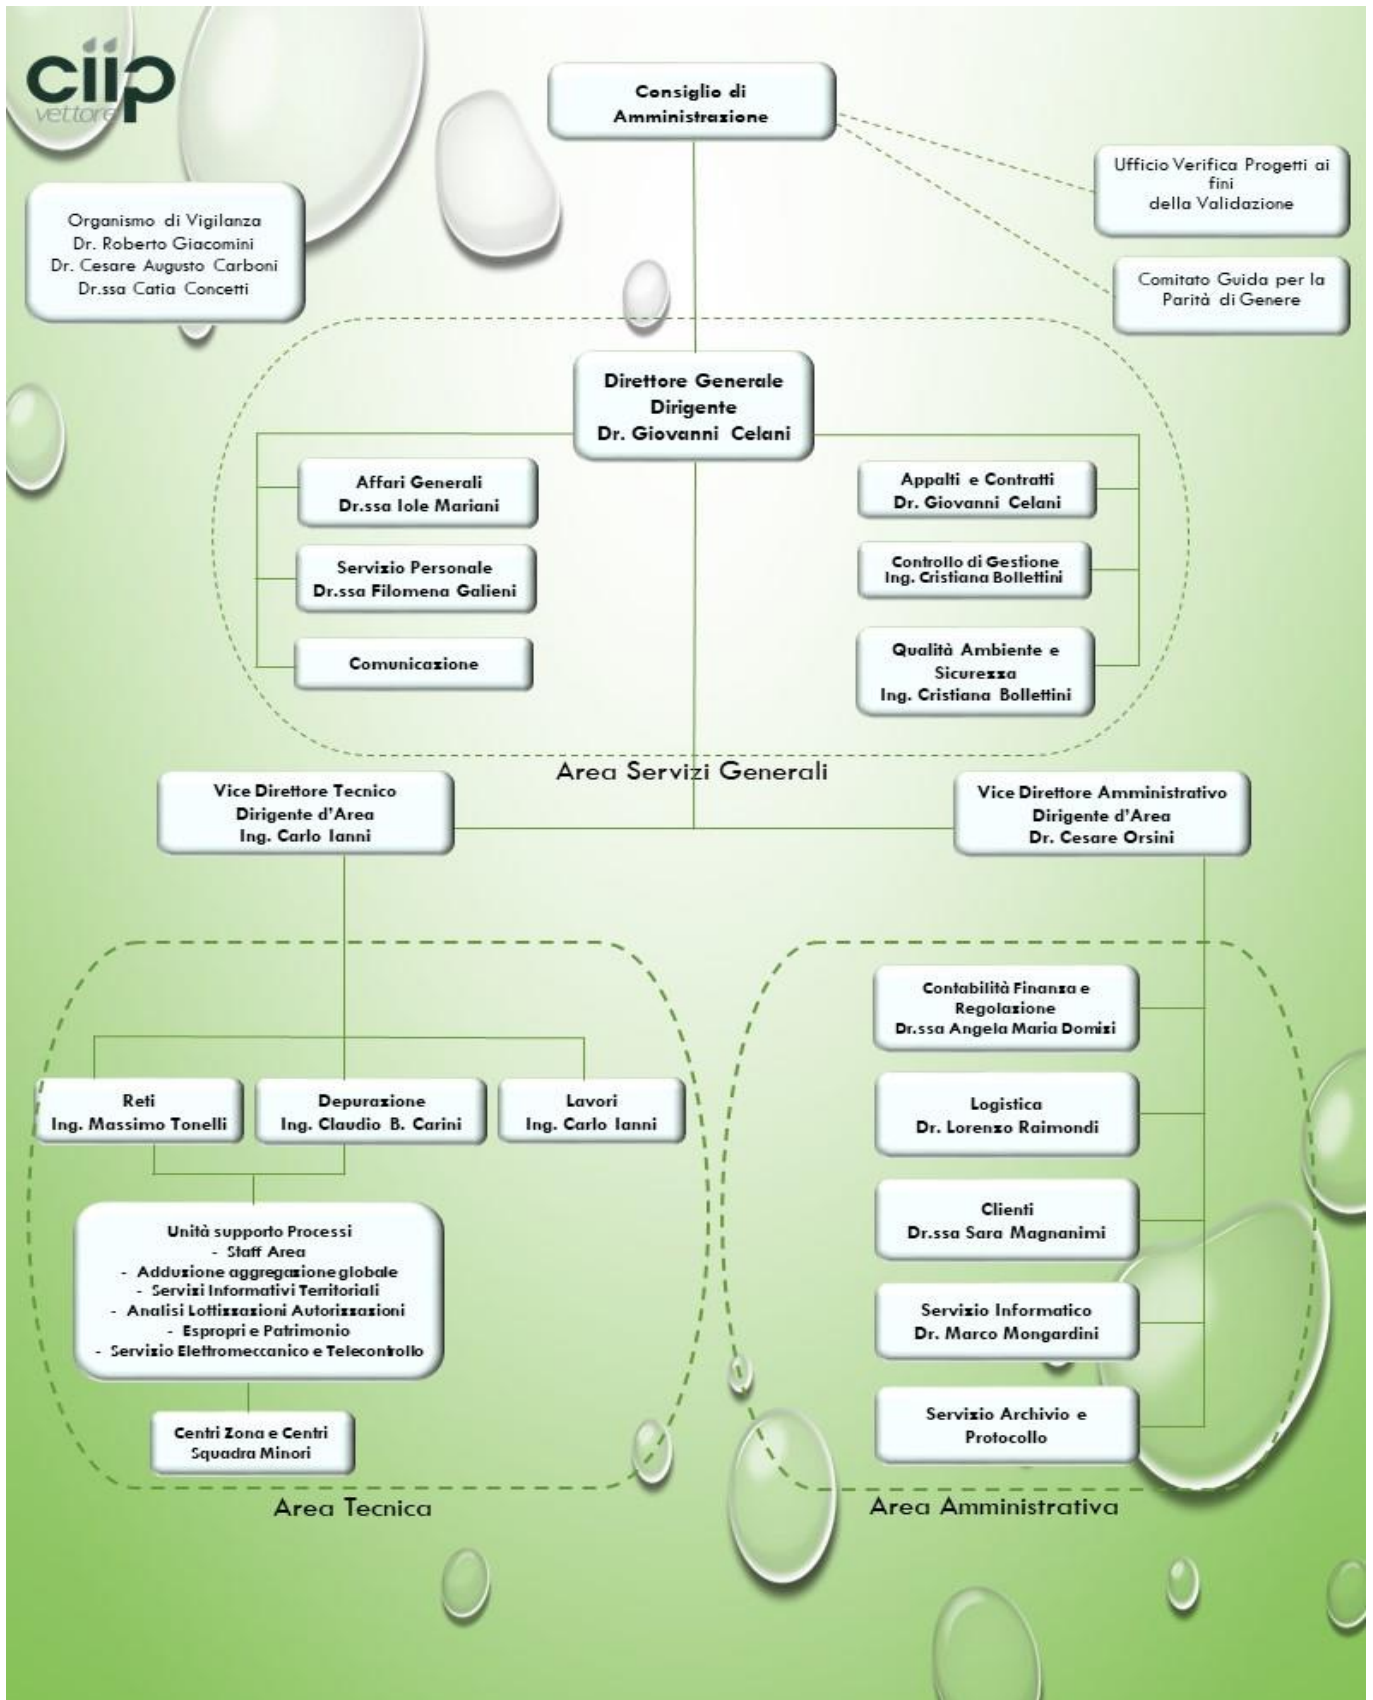 ciip
vettore
Consiglio di
Amministrazione
Ufficio Verifica Progetti ai
fini
della Validazione
Organismo di Vigilanza
Dr. Roberto Giacomini
Dr. Cesare Augusto Carboni
Dr.ssa Catia Concetti
Comitato Guida per la
Parità di Genere
Direttore Generale
Dirigente
Dr. Giovanni Celani
Affari Generali
Dr.ssa Iole Mariani
Servizio Personale
Dr.ssa Filomena Galieni
Comunicazione
Appalti e Contratti
Dr. Giovanni Celani
Controllo di Gestione
Ing. Cristiana Bollettini
Qualità Ambiente e
Sicurezza
Ing. Cristiana Bollettini
Area Servizi Generali
Vice Direttore Tecnico
Dirigente d'Area
Ing. Carlo Ianni
Vice Direttore Amministrativo
Dirigente d'Area
Dr. Cesare Orsini
Reti
Ing. Massimo Tonelli
Depurazione
Ing. Claudio B. Carini
Lavori
Ing. Carlo Ianni
Unità supporto Processi
- Staff Area
- Adduzione aggregazione globale
- Servizi Informativi Territoriali
- Analisi Lottizzazioni Autorizzazioni
- Espropri e Patrimonio
- Servizio Elettromeccanico e Telecontrollo
Centri Zona e Centri
Squadra Minori
Area Tecnica
Contabilità Finanza e
Regolazione
Dr.ssa Angela Maria Domizi
Logistica
Dr. Lorenzo Raimondi
Clienti
Dr.ssa Sara Magnanimi
Servizio Informatico
Dr. Marco Mongardini
Servizio Archivio e
Protocollo
Area Amministrativa